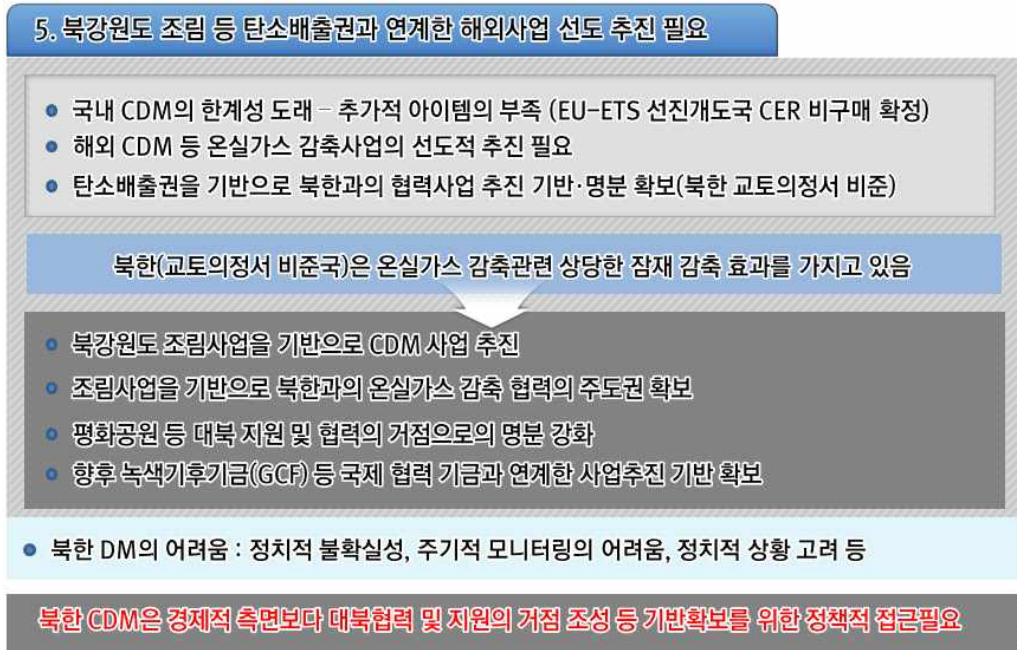 5. 북강원도 조림 등 탄소배출권과 연계한 해외사업 선도 추진 필요
국내 CDM의 한계성 도래 – 추가적 아이템의 부족 (EU-ETS 선진개도국 CER 비구매 확정)
해외 CDM 등 온실가스 감축사업의 선도적 추진 필요
탄소배출권을 기반으로 북한과의 협력사업 추진 기반·명분 확보(북한 교토의정서 비준)
북한(교토의정서 비준국)은 온실가스 감축관련 상당한 잠재 감축 효과를 가지고 있음
북강원도 조림사업을 기반으로 CDM 사업 추진
조림사업을 기반으로 북한과의 온실가스 감축 협력의 주도권 확보
평화공원 등 대북 지원 및 협력의 거점으로의 명분 강화
향후 녹색기후기금(GCF) 등 국제 협력 기금과 연계한 사업추진 기반 확보
북한 DM의 어려움 : 정치적 불확실성, 주기적 모니터링의 어려움, 정치적 상황 고려 등
북한 CDM은 경제적 측면보다 대북협력 및 지원의 거점 조성 등 기반확보를 위한 정책적 접근필요